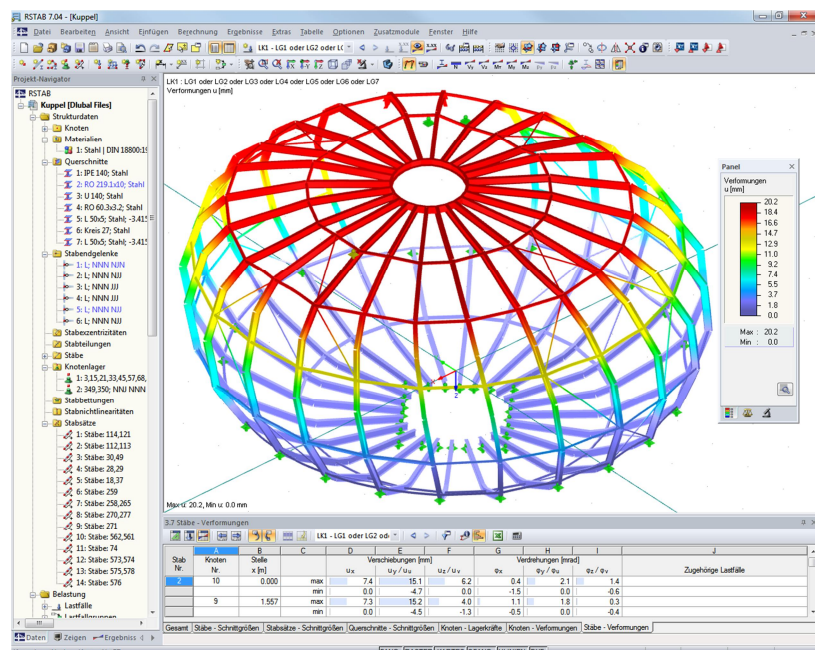 RSTAB 7.04 - [Kuppel]
Datei Bearbeiten Ansicht Einfügen Berechnung Ergebnisse Extras Tabelle Optionen Zusatzmodule Fenster Hilfe
LK1 - LG1 oder LG2 oder LG
Projekt-Navigator
RSTAB
Kuppel [Dlubal Files]
Strukturdaten
Knoten
Materialien
1: Stahl | DIN 18800:19
Querschnitte
1: IPE 140; Stahl
2: RO 219.1x10; Stahl
3: U 140; Stahl
4: RO 60.3x3.2; Stahl
5: L 50x5; Stahl; -3.415
6: Kreis 27; Stahl
7: L 50x5; Stahl; -3.415
Stabendgelenke
1: L; NNN NJN
2: L; NNN NJJ
3: L; NNN JJJ
4: L; NNN JJJ
5: L; NNN NJJ
6: L; NNN NJJ
Stabexzentrizitäten
Stabteilungen
Stäbe
Knotenlager
1: 3,15,21,33,45,57,68,
2: 349,350; NNJ NNN
Stabbettungen
Stabnichtlinearitäten
Stabsätze
1: Stäbe: 114,121
2: Stäbe: 112,113
3: Stäbe: 30,49
4: Stäbe: 28,29
5: Stäbe: 18,37
6: Stäbe: 259
7: Stäbe: 258,265
8: Stäbe: 270,277
9: Stäbe: 271
10: Stäbe: 562,561
11: Stäbe: 74
12: Stäbe: 573,574
13: Stäbe: 575,578
14: Stäbe: 576
Belastung
Lastfälle
Lastfallgruppen
Daten Zeigen Ergebniss
LK1 : LG1 oder LG2 oder LG3 oder LG4 oder LG5 oder LG6 oder LG7
Verformungen u [mm]
Z
Max u: 20.2, Min u: 0.0 mm
Panel
Verformungen
u [mm]
20.2
18.4
16.6
14.7
12.9
11.0
9.2
7.4
5.5
3.7
1.8
0.0
Max : 20.2
Min : 0.0
3.7 Stäbe - Verformungen
LK1 - LG1 oder LG2 od
A B C D E F G H I J
Stab Knoten Stelle Verschiebungen [mm] Verdrehungen [mrad]
Nr. Nr. x [m] ux uy / uu uz / uv φx φy / φu φz / φv Zugehörige Lastfälle
2 10 0.000 max 7.4 15.1 6.2 0.4 2.1 1.4
min 0.0 -4.7 0.0 -1.5 0.0 -0.6
9 1.557 max 7.3 15.2 4.0 1.1 1.8 0.3
min 0.0 -4.5 -1.3 -0.5 0.0 -0.4
Gesamt Stäbe - Schnittgrößen Stabsätze - Schnittgrößen Querschnitte - Schnittgrößen Knoten - Lagerkräfte Knoten - Verformungen Stäbe - Verformungen